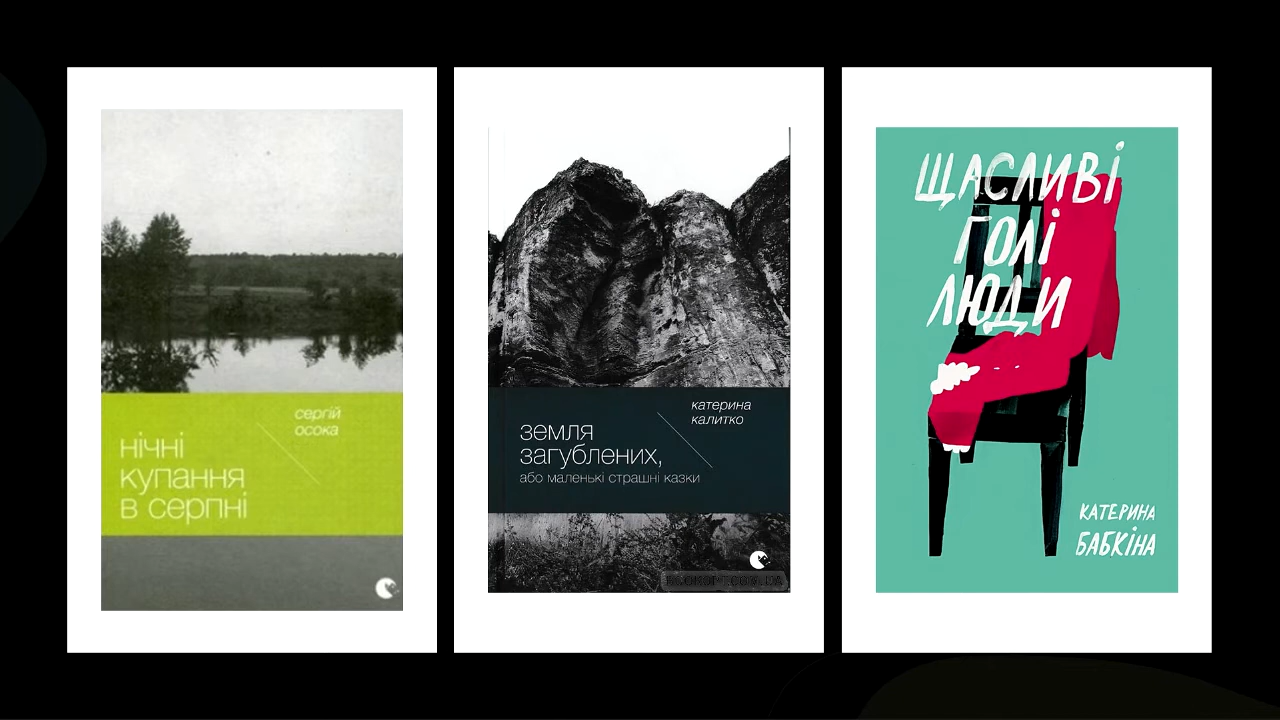 сергій
осока
нічні
купання
в серпні
катерина
калитко
земля
загублених,
або маленькі страшні казки
ЩАСЛИВІ
ГОЛІ
ЛЮДИ
КАТЕРИНА
БАБКІНА